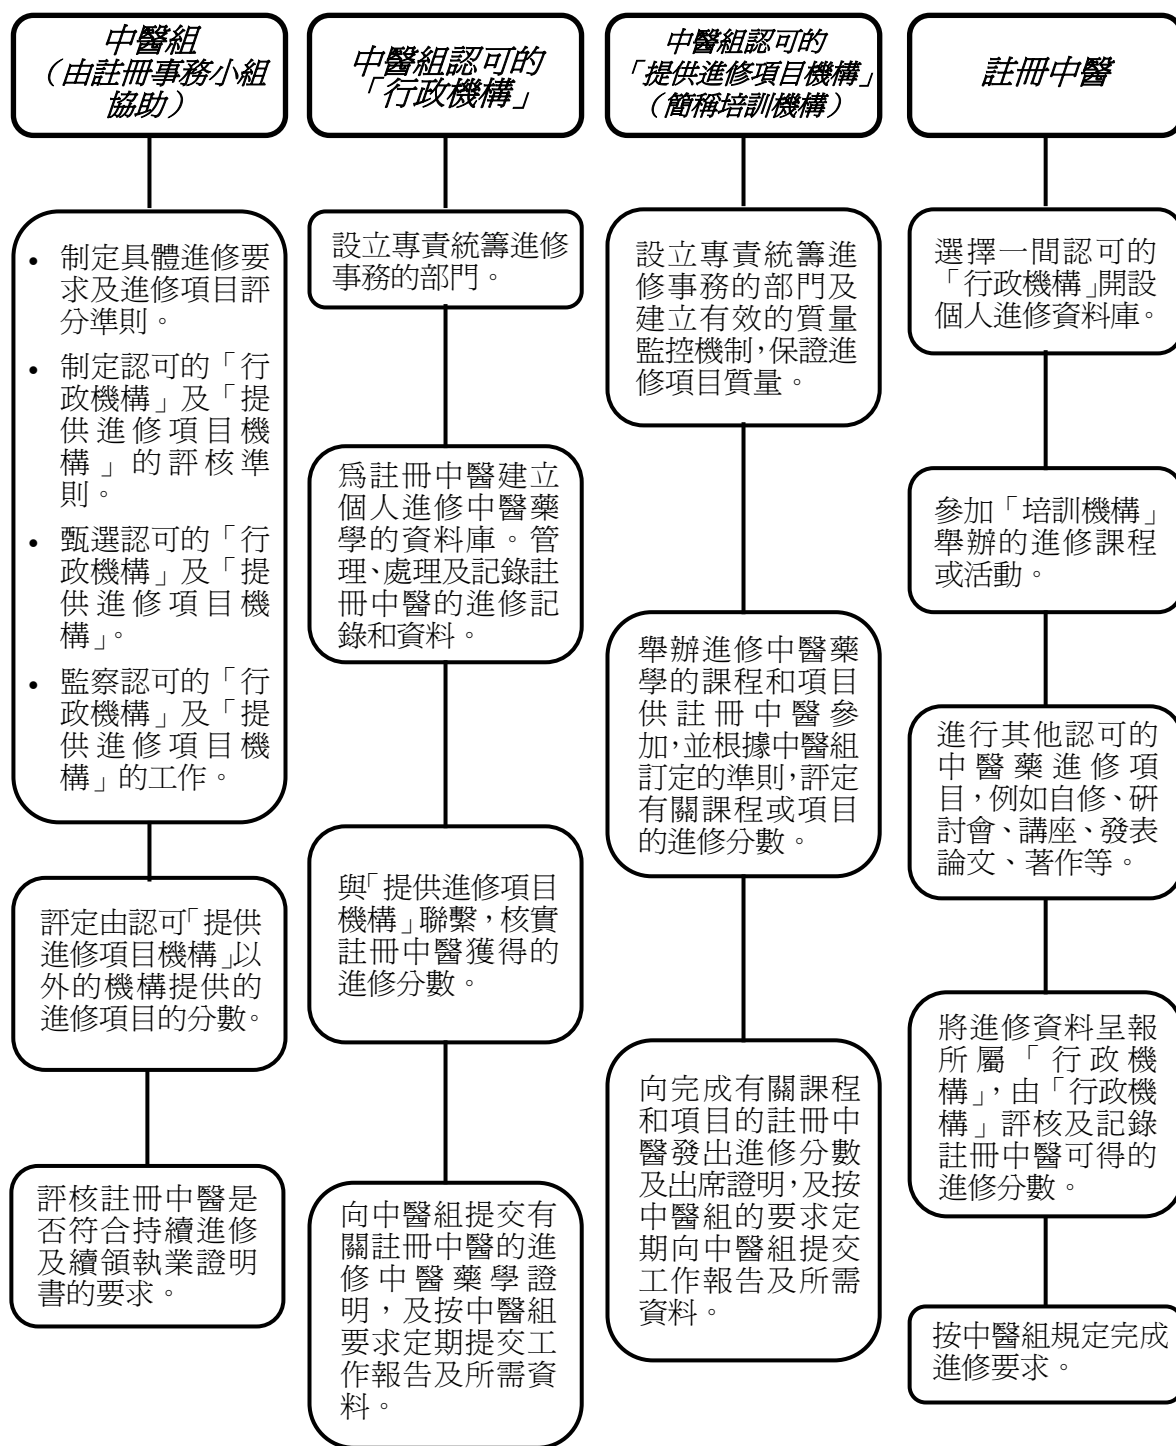 中醫組
（由註冊事務小組
協助）
• 制定具體進修要
求及進修項目評
分準則。
• 制定認可的「行
政機構」及「提
供進修項目機
構」的評核準
則。
• 甄選認可的「行
政機構」及「提
供進修項目機
構」。
• 監察認可的「行
政機構」及「提
供進修項目機
構」的工作。
評定由認可「提供
進修項目機構」以
外的機構提供的
進修項目的分數。
評核註冊中醫是
否符合持續進修
及續領執業證明
書的要求。
中醫組認可的
「行政機構」
設立專責統籌進修
事務的部門。
爲註冊中醫建立
個人進修中醫藥
學的資料庫。管
理、處理及記錄註
冊中醫的進修記
錄和資料。
與「提供進修項目
機構」聯繫，核實
註冊中醫獲得的
進修分數。
向中醫組提交有
關註冊中醫的進
修中醫藥學證
明，及按中醫組
要求定期提交工
作報告及所需資
料。
中醫組認可的
「提供進修項目機構」
（簡稱培訓機構）
設立專責統籌進
修事務的部門及
建立有效的質量
監控機制，保證進
修項目質量。
舉辦進修中醫藥
學的課程和項目
供註冊中醫參
加，並根據中醫組
訂定的準則，評定
有關課程或項目
的進修分數。
向完成有關課程
和項目的註冊中
醫發出進修分數
及出席證明，及按
中醫組的要求定
期向中醫組提交
工作報告及所需
資料。
註冊中醫
選擇一間認可的
「行政機構」開設
個人進修資料庫。
參加「培訓機構」
舉辦的進修課程
或活動。
進行其他認可的
中醫藥進修項
目，例如自修、研
討會、講座、發表
論文、著作等。
將進修資料呈報
所屬「行政機
構」，由「行政機
構」評核及記錄
註冊中醫可得的
進修分數。
按中醫組規定完成
進修要求。